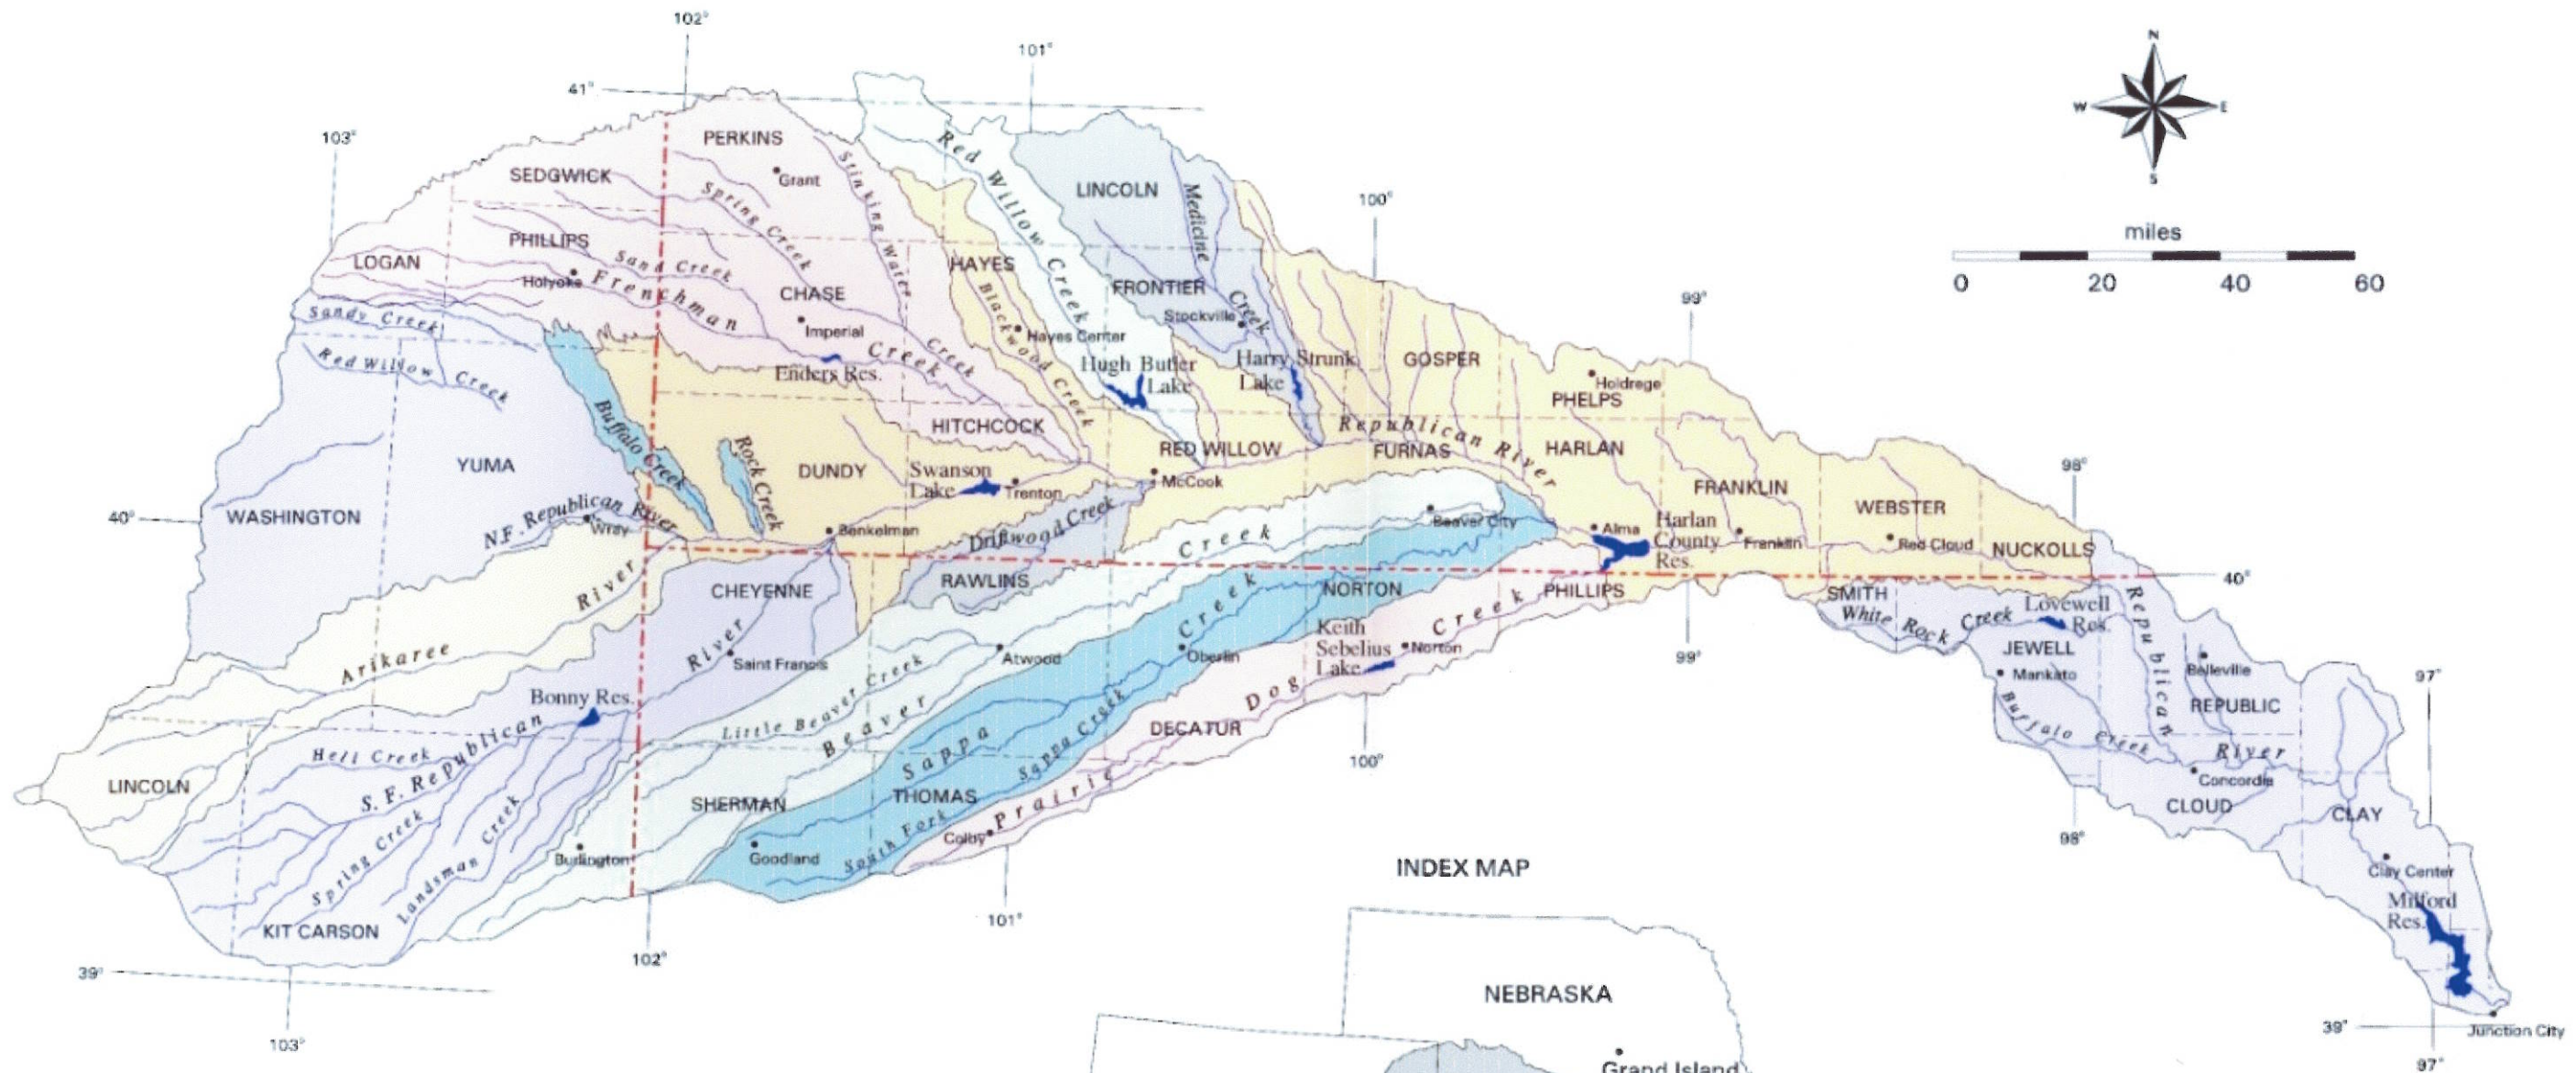 102°
101°
41°
N
W E
S
103°
PERKINS
Grant
SEDGWICK
Red Willow Creek
LINCOLN
Medicine Creek
Stinking Water Creek
Spring Creek
100°
miles
0 20 40 60
PHILLIPS
LOGAN
Sand Creek
Holyoke
Frenchman Creek
CHASE
HAYES
FRONTIER
Stockville
99°
Sandy Creek
Imperial
Blackwood Creek
Hayes Center
Red Willow Creek
Enders Res.
Hugh Butler
Lake
Harry Strunk
Lake
GOSPER
Holdrege
PHELPS
Buffalo Creek
Rock Creek
HITCHCOCK
RED WILLOW
Republican River
FURNAS
HARLAN
YUMA
DUNDY
Swanson
Lake
Trenton
McCook
98°
FRANKLIN
WEBSTER
40°
WASHINGTON
N.F. Republican River
Wray
Benkelman
Driftwood Creek
Beaver City
Alma
Harlan
County
Res.
Franklin
Red Cloud
NUCKOLLS
40°
Arikaree River
CHEYENNE
RAWLINS
Beaver Creek
Sappa Creek
NORTON
PHILLIPS
SMITH
White Rock Creek
Lovewell
Res.
Republican River
River
Saint Francis
Atwood
Oberlin
Keith
Sebelius
Lake
Norton
Prairie Dog Creek
99°
JEWELL
Mankato
Belleville
97°
REPUBLIC
Bonny Res.
Little Beaver Creek
Sappa Creek
DECATUR
Buffalo Creek
Hell Creek
S.F. Republican
100°
Concordia
LINCOLN
SHERMAN
THOMAS
CLOUD
CLAY
Spring Creek
Landsman Creek
South Fork
Colby
98°
Burlington
Goodland
INDEX MAP
Clay Center
Milford
Res.
KIT CARSON
101°
102°
39°
NEBRASKA
103°
39°
Junction City
97°
Grand Island